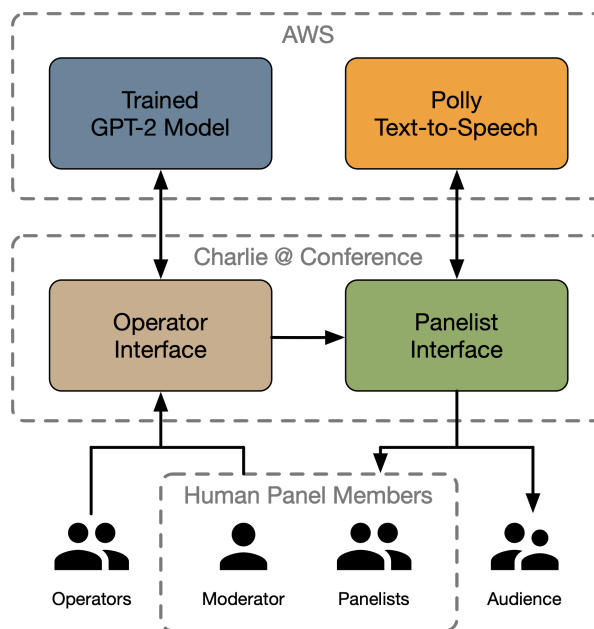 AWS
Trained
GPT-2 Model
Polly
Text-to-Speech
Charlie @ Conference
Operator
Interface
Panelist
Interface
Human Panel Members
Operators
Moderator
Panelists
Audience